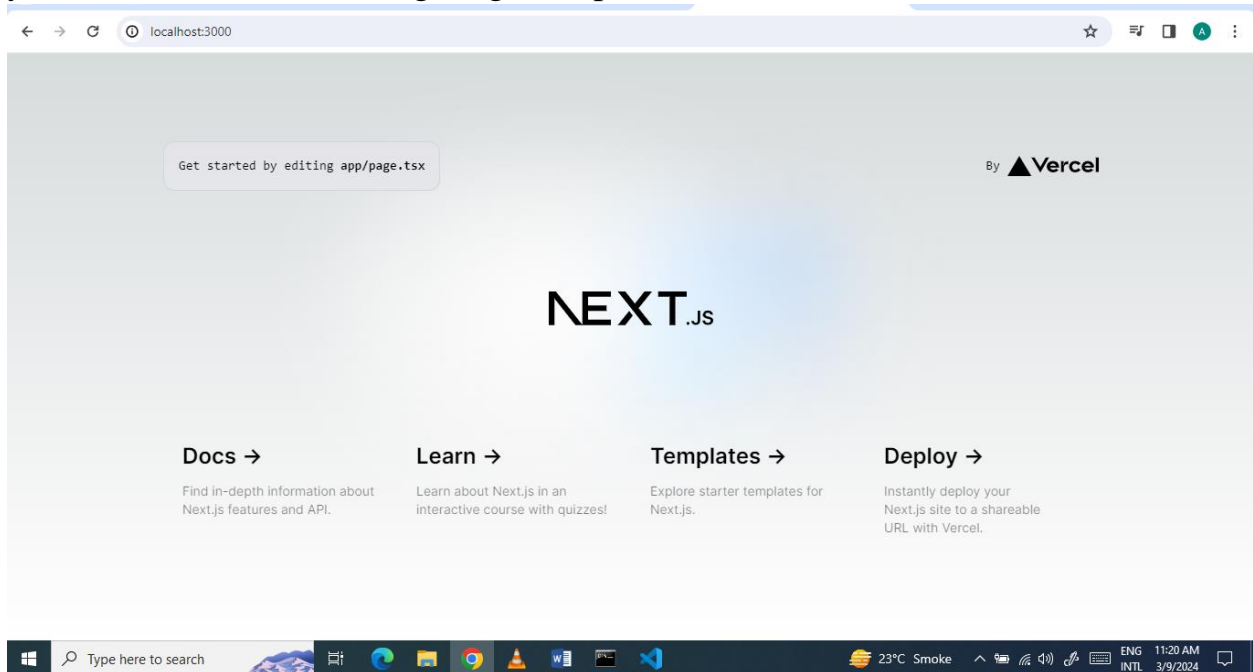 localhost:3000
A
Get started by editing app/page.tsx
By Vercel
NEXT.JS
Docs →
Find in-depth information about
Next.js features and API.
Learn →
Learn about Next.js in an
interactive course with quizzes!
Templates →
Explore starter templates for
Next.js.
Deploy →
Instantly deploy your
Next.js site to a shareable
URL with Vercel.
Type here to search
23°C Smoke
ENG
INTL
11:20 AM
3/9/2024